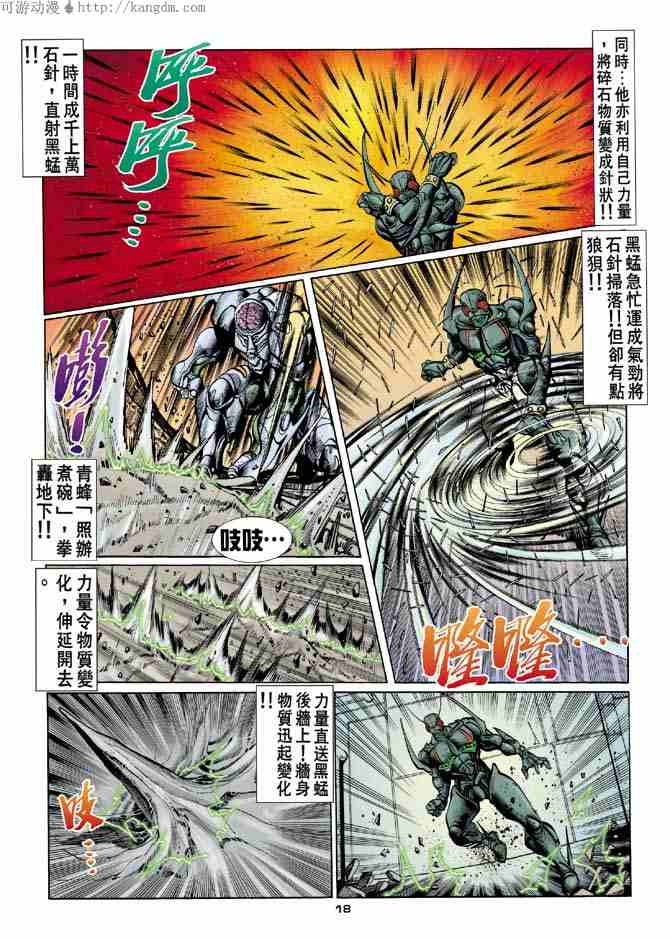 可游动漫 http://kangdm.com
同時…他亦利用自己力量
，將碎石物質變成針狀!!
一時間成千上萬
石針，直射黑蜢
!!
呼
呼
……
黑蜢急忙運成氣勁將
石針掃落!!但卻有點
狼狽!!
嘭!
青蜂「照辦
煮碗」，拳
轟地下!!
吱吱…
隆隆…
力量令物質變
化，伸延開去
。
力量直送黑蜢
後牆上！牆身
物質迅起變化
!!
吱……
18